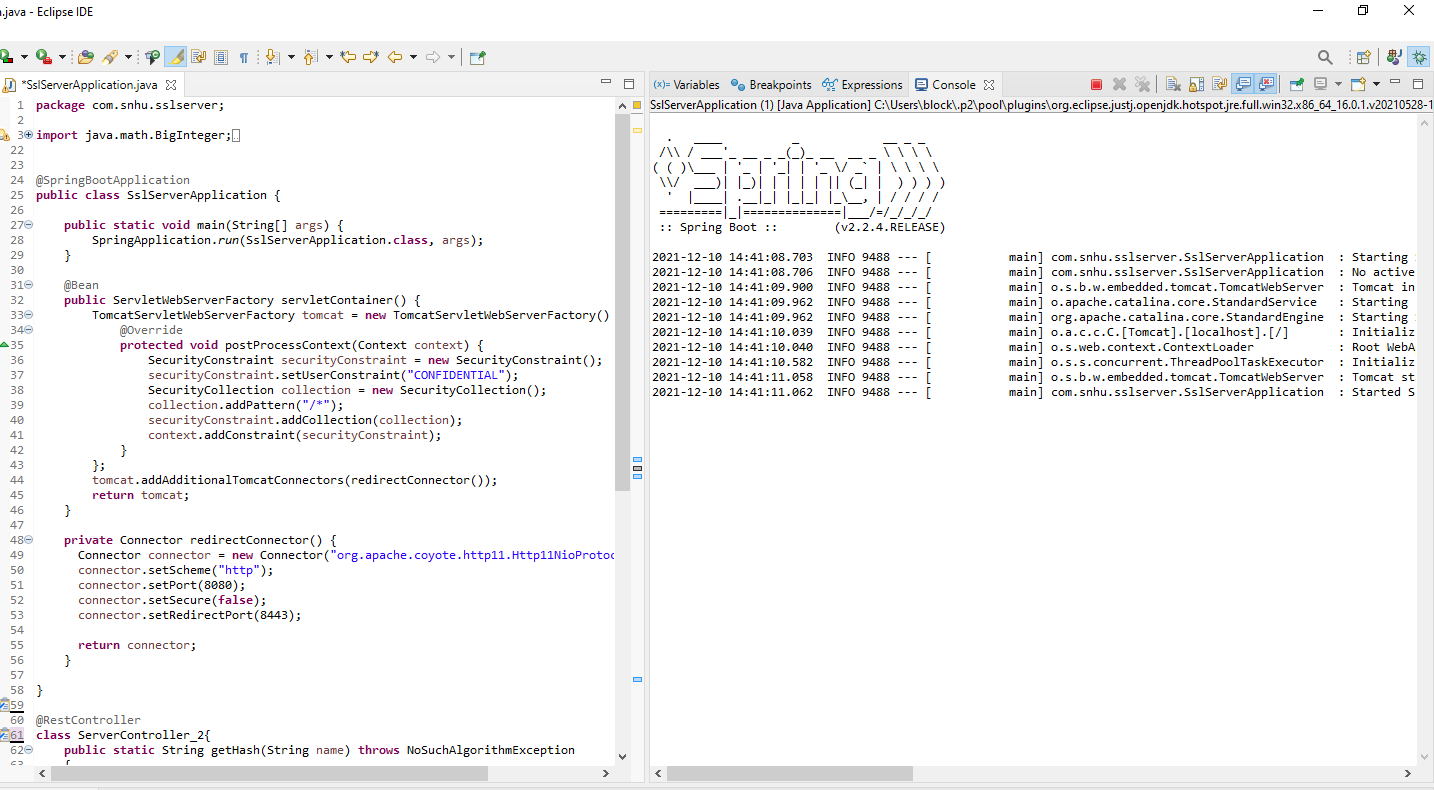 n.java - Eclipse IDE
*SslServerApplication.java
1 package com.snhu.sslserver;
2
3 import java.math.BigInteger;
22
23
24 @SpringBootApplication
25 public class SslServerApplication {
26
27     public static void main(String[] args) {
28         SpringApplication.run(SslServerApplication.class, args);
29     }
30
31     @Bean
32     public ServletWebServerFactory servletContainer() {
33         TomcatServletWebServerFactory tomcat = new TomcatServletWebServerFactory()
34             @Override
35             protected void postProcessContext(Context context) {
36                 SecurityConstraint securityConstraint = new SecurityConstraint();
37                 securityConstraint.setUserConstraint("CONFIDENTIAL");
38                 SecurityCollection collection = new SecurityCollection();
39                 collection.addPattern("/*");
40                 securityConstraint.addCollection(collection);
41                 context.addConstraint(securityConstraint);
42             }
43         };
44         tomcat.addAdditionalTomcatConnectors(redirectConnector());
45         return tomcat;
46     }
47
48     private Connector redirectConnector() {
49       Connector connector = new Connector("org.apache.coyote.http11.Http11NioProtoc
50       connector.setScheme("http");
51       connector.setPort(8080);
52       connector.setSecure(false);
53       connector.setRedirectPort(8443);
54
55       return connector;
56     }
57
58 }
59
60 @RestController
61 class ServerController_2{
62     public static String getHash(String name) throws NoSuchAlgorithmException
63     {
Variables Breakpoints Expressions Console
SslServerApplication (1) [Java Application] C:\Users\block\.p2\pool\plugins\org.eclipse.justj.openjdk.hotspot.jre.full.win32.x86_64_16.0.1.v20210528-1
  .   ____          _            __ _ _
 /\\ / ___'_ __ _ _(_)_ __  __ _ \ \ \ \
( ( )\___ | '_ | '_| | '_ \/ _` | \ \ \ \
 \\/  ___)| |_)| | | | | || (_| |  ) ) ) )
  '  |____| .__|_| |_|_| |_\__, | / / / /
 =========|_|==============|___/=/_/_/_/
 :: Spring Boot ::        (v2.2.4.RELEASE)
2021-12-10 14:41:08.703  INFO 9488 --- [           main] com.snhu.sslserver.SslServerApplication  : Starting
2021-12-10 14:41:08.706  INFO 9488 --- [           main] com.snhu.sslserver.SslServerApplication  : No active
2021-12-10 14:41:09.900  INFO 9488 --- [           main] o.s.b.w.embedded.tomcat.TomcatWebServer  : Tomcat in
2021-12-10 14:41:09.962  INFO 9488 --- [           main] o.apache.catalina.core.StandardService   : Starting
2021-12-10 14:41:09.962  INFO 9488 --- [           main] org.apache.catalina.core.StandardEngine  : Starting
2021-12-10 14:41:10.039  INFO 9488 --- [           main] o.a.c.c.C.[Tomcat].[localhost].[/]       : Initializ
2021-12-10 14:41:10.040  INFO 9488 --- [           main] o.s.web.context.ContextLoader            : Root WebA
2021-12-10 14:41:10.582  INFO 9488 --- [           main] o.s.s.concurrent.ThreadPoolTaskExecutor  : Initializ
2021-12-10 14:41:11.058  INFO 9488 --- [           main] o.s.b.w.embedded.tomcat.TomcatWebServer  : Tomcat st
2021-12-10 14:41:11.062  INFO 9488 --- [           main] com.snhu.sslserver.SslServerApplication  : Started S